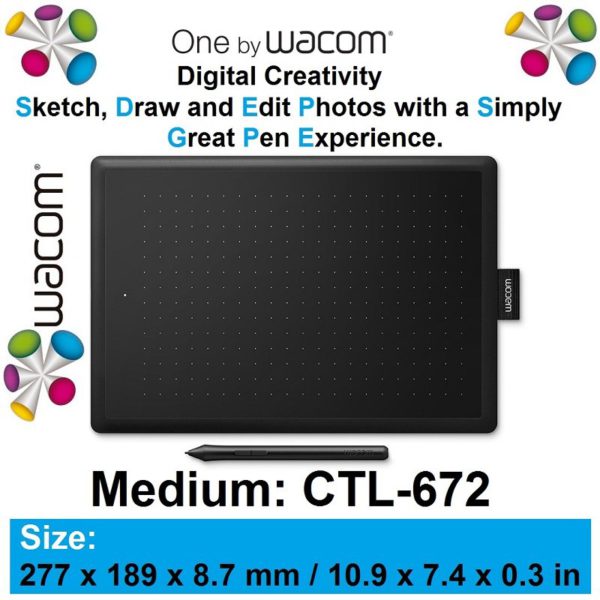 One by wacom®
Digital Creativity
Sketch, Draw and Edit Photos with a Simply
Great Pen Experience.
wacom®
wacom
wacom
Medium: CTL-672
Size:
277 x 189 x 8.7 mm / 10.9 x 7.4 x 0.3 in